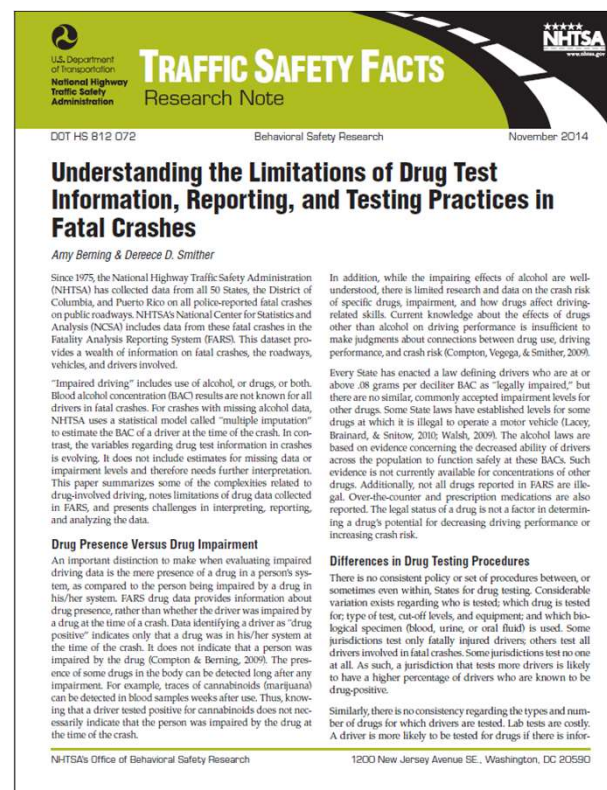 U.S. Department
of Transportation
National Highway
Traffic Safety
Administration
TRAFFIC SAFETY FACTS
Research Note
NHTSA
www.nhtsa.gov
DOT HS 812 072
Behavioral Safety Research
November 2014
Understanding the Limitations of Drug Test
Information, Reporting, and Testing Practices in
Fatal Crashes
Amy Berning & Dereece D. Smither
Since 1975, the National Highway Traffic Safety Administration
(NHTSA) has collected data from all 50 States, the District of
Columbia, and Puerto Rico on all police-reported fatal crashes
on public roadways. NHTSA's National Center for Statistics and
Analysis (NCSA) includes data from these fatal crashes in the
Fatality Analysis Reporting System (FARS). This dataset pro-
vides a wealth of information on fatal crashes, the roadways,
vehicles, and drivers involved.
"Impaired driving" includes use of alcohol, or drugs, or both.
Blood alcohol concentration (BAC) results are not known for all
drivers in fatal crashes. For crashes with missing alcohol data,
NHTSA uses a statistical model called "multiple imputation"
to estimate the BAC of a driver at the time of the crash. In con-
trast, the variables regarding drug test information in crashes
is evolving. It does not include estimates for missing data or
impairment levels and therefore needs further interpretation.
This paper summarizes some of the complexities related to
drug-involved driving, notes limitations of drug data collected
in FARS, and presents challenges in interpreting, reporting,
and analyzing the data.
Drug Presence Versus Drug Impairment
An important distinction to make when evaluating impaired
driving data is the mere presence of a drug in a person's sys-
tem, as compared to the person being impaired by a drug in
his/her system. FARS drug data provides information about
drug presence, rather than whether the driver was impaired by
a drug at the time of a crash. Data identifying a driver as "drug
positive" indicates only that a drug was in his/her system at
the time of the crash. It does not indicate that a person was
impaired by the drug (Compton & Berning, 2009). The pres-
ence of some drugs in the body can be detected long after any
impairment. For example, traces of cannabinoids (marijuana)
can be detected in blood samples weeks after use. Thus, know-
ing that a driver tested positive for cannabinoids does not nec-
essarily indicate that the person was impaired by the drug at
the time of the crash.
In addition, while the impairing effects of alcohol are well-
understood, there is limited research and data on the crash risk
of specific drugs, impairment, and how drugs affect driving-
related skills. Current knowledge about the effects of drugs
other than alcohol on driving performance is insufficient to
make judgments about connections between drug use, driving
performance, and crash risk (Compton, Vegega, & Smither, 2009).
Every State has enacted a law defining drivers who are at or
above .08 grams per deciliter BAC as "legally impaired," but
there are no similar, commonly accepted impairment levels for
other drugs. Some State laws have established levels for some
drugs at which it is illegal to operate a motor vehicle (Lacey,
Brainard, & Snitow, 2010; Walsh, 2009). The alcohol laws are
based on evidence concerning the decreased ability of drivers
across the population to function safely at these BACs. Such
evidence is not currently available for concentrations of other
drugs. Additionally, not all drugs reported in FARS are ille-
gal. Over-the-counter and prescription medications are also
reported. The legal status of a drug is not a factor in determin-
ing a drug's potential for decreasing driving performance or
increasing crash risk.
Differences in Drug Testing Procedures
There is no consistent policy or set of procedures between, or
sometimes even within, States for drug testing. Considerable
variation exists regarding who is tested; which drug is tested
for; type of test, cut-off levels, and equipment; and which bio-
logical specimen (blood, urine, or oral fluid) is used. Some
jurisdictions test only fatally injured drivers; others test all
drivers involved in fatal crashes. Some jurisdictions test no one
at all. As such, a jurisdiction that tests more drivers is likely
to have a higher percentage of drivers who are known to be
drug-positive.
Similarly, there is no consistency regarding the types and num-
ber of drugs for which drivers are tested. Lab tests are costly.
A driver is more likely to be tested for drugs if there is infor-
NHTSA's Office of Behavioral Safety Research
1200 New Jersey Avenue SE., Washington, DC 20590